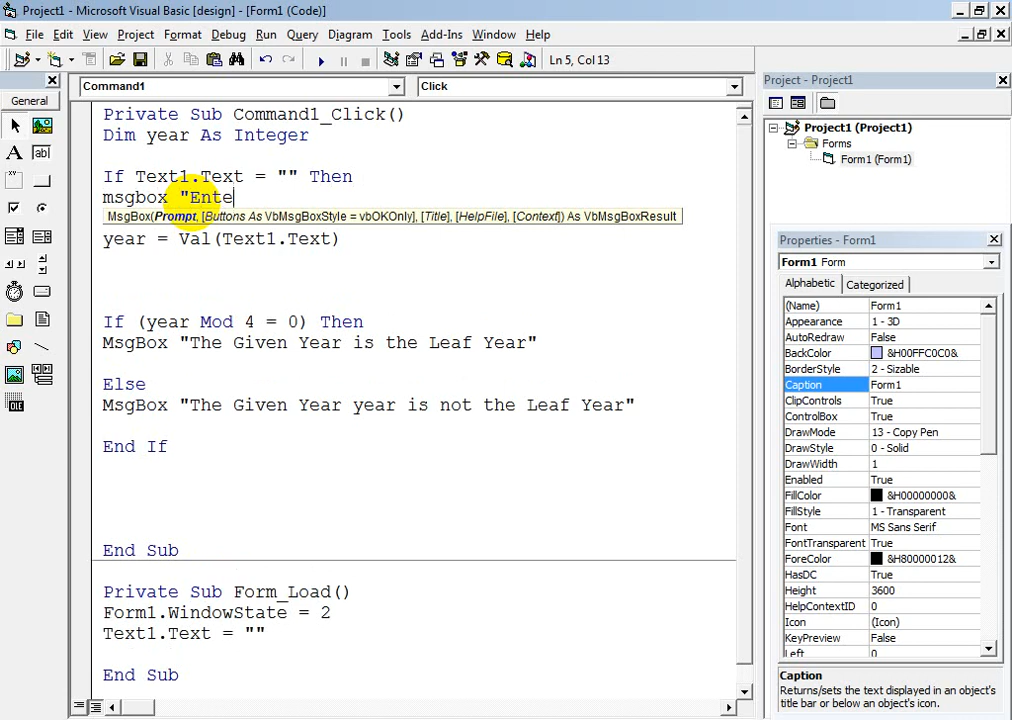 Project1 - Microsoft Visual Basic [design] - [Form1 (Code)]
File Edit View Project Format Debug Run Query Diagram Tools Add-Ins Window Help
Ln 5, Col 13
General
Command1
Click
Private Sub Command1_Click()
Dim year As Integer
If Text1.Text = "" Then
msgbox "Ente
MsgBox(Prompt, [Buttons As VbMsgBoxStyle = vbOKOnly], [Title], [HelpFile], [Context]) As VbMsgBoxResult
year = Val(Text1.Text)
If (year Mod 4 = 0) Then
MsgBox "The Given Year is the Leaf Year"
Else
MsgBox "The Given Year year is not the Leaf Year"
End If
End Sub
Private Sub Form_Load()
Form1.WindowState = 2
Text1.Text = ""
End Sub
Project - Project1
Project1 (Project1)
Forms
Form1 (Form1)
Properties - Form1
Form1 Form
Alphabetic Categorized
(Name) Form1
Appearance 1 - 3D
AutoRedraw False
BackColor &H00FFC0C0&
BorderStyle 2 - Sizable
Caption Form1
ClipControls True
ControlBox True
DrawMode 13 - Copy Pen
DrawStyle 0 - Solid
DrawWidth 1
Enabled True
FillColor &H00000000&
FillStyle 1 - Transparent
Font MS Sans Serif
FontTransparent True
ForeColor &H80000012&
HasDC True
Height 3600
HelpContextID 0
Icon (Icon)
KeyPreview False
Left 0
Caption
Returns/sets the text displayed in an object's
title bar or below an object's icon.